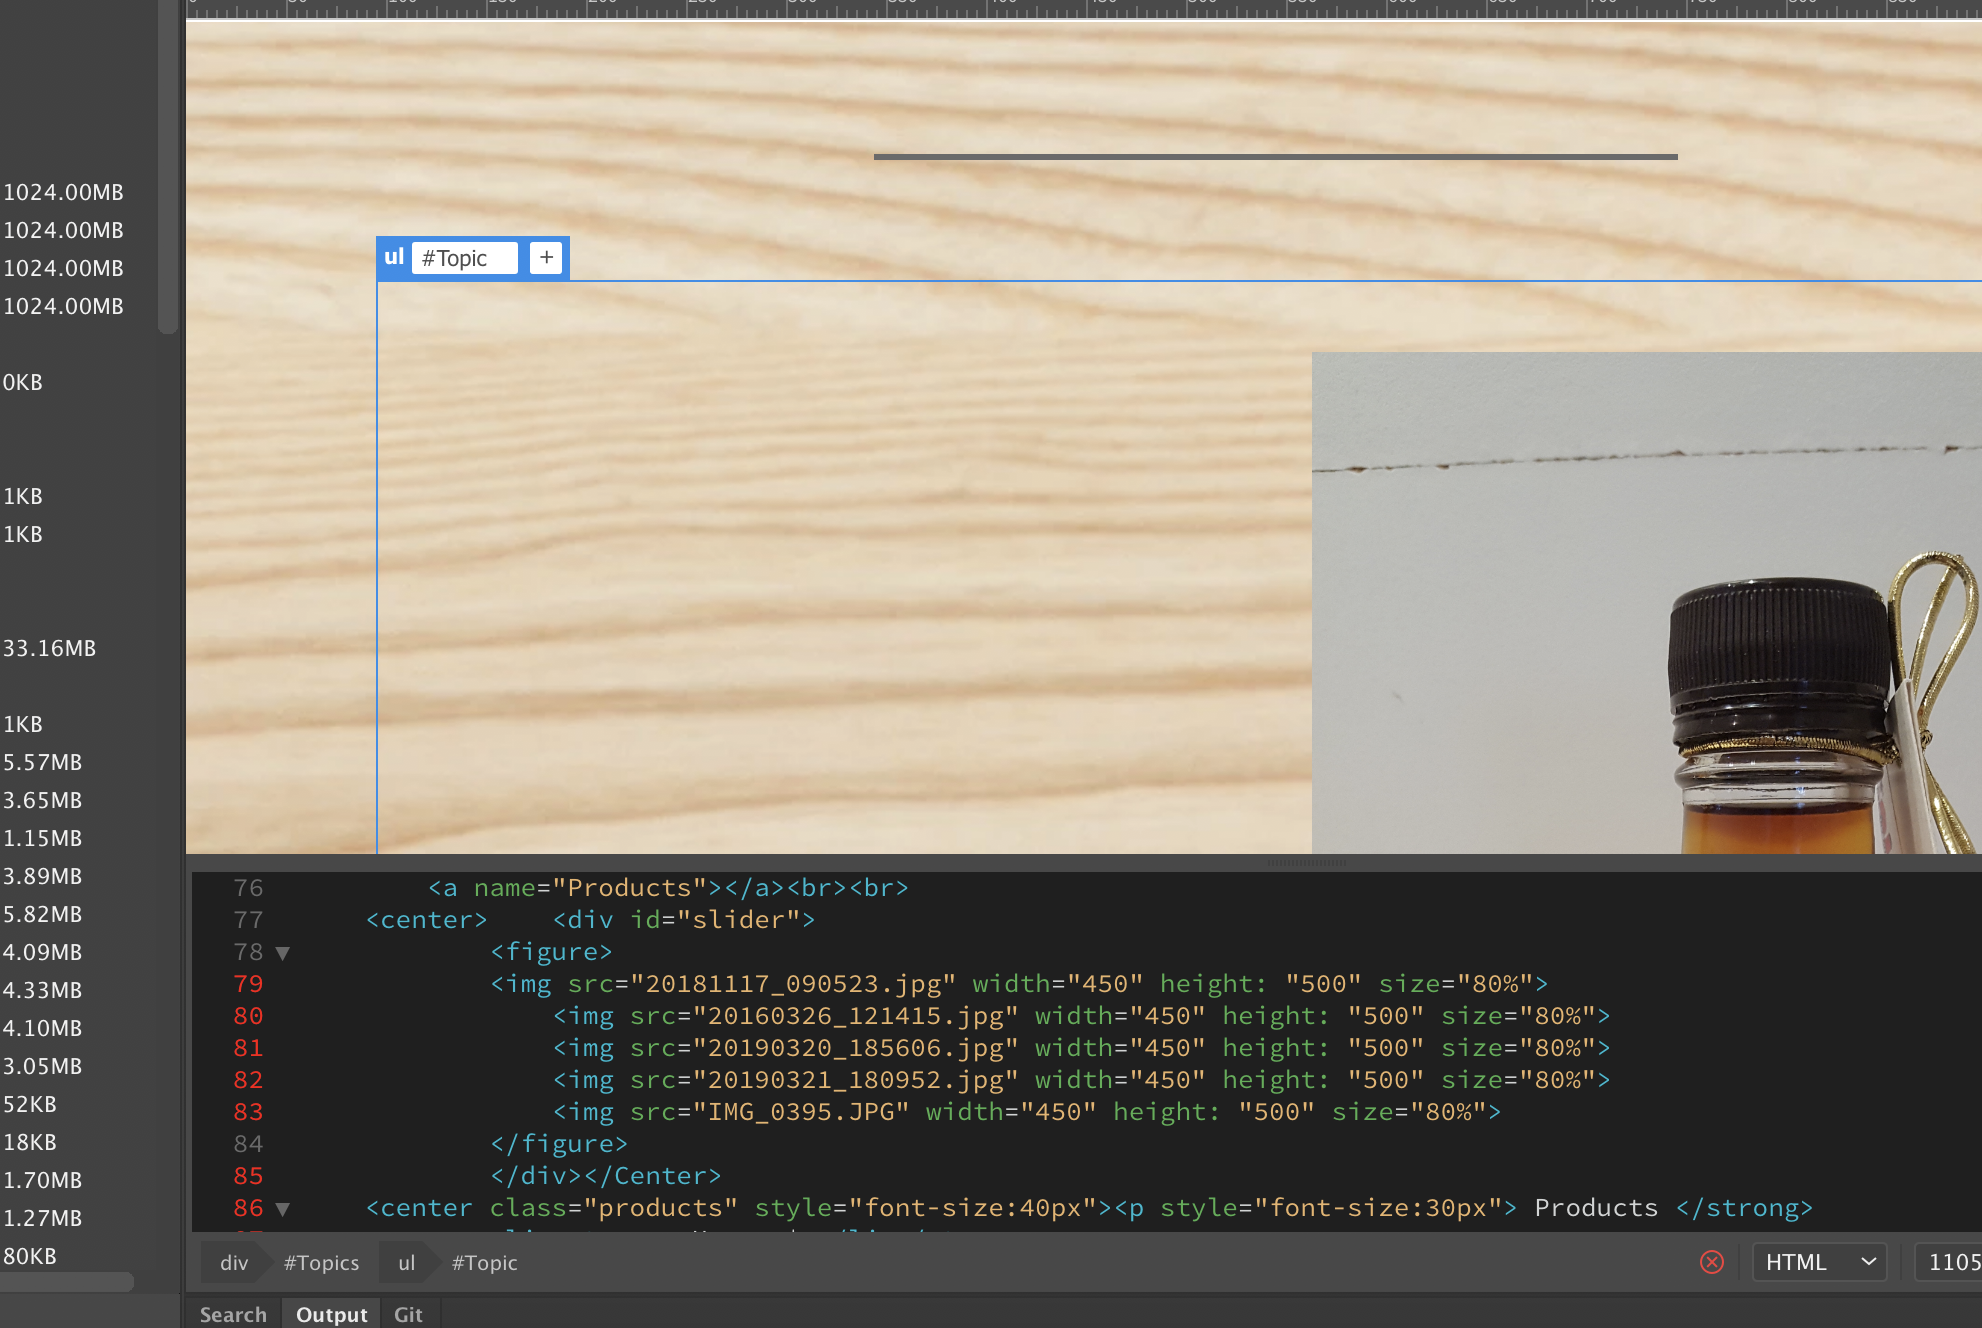 1024.00MB
1024.00MB
1024.00MB
1024.00MB
0KB
1KB
1KB
33.16MB
1KB
5.57MB
3.65MB
1.15MB
3.89MB
5.82MB
4.09MB
4.33MB
4.10MB
3.05MB
52KB
18KB
1.70MB
1.27MB
80KB
ul #Topic +
76 <a name="Products"></a><br><br>
77 <center> <div id="slider">
78 ▼ <figure>
79 <img src="20181117_090523.jpg" width="450" height: "500" size="80%">
80 <img src="20160326_121415.jpg" width="450" height: "500" size="80%">
81 <img src="20190320_185606.jpg" width="450" height: "500" size="80%">
82 <img src="20190321_180952.jpg" width="450" height: "500" size="80%">
83 <img src="IMG_0395.JPG" width="450" height: "500" size="80%">
84 </figure>
85 </div></Center>
86 ▼ <center class="products" style="font-size:40px"><p style="font-size:30px"> Products </strong>
div #Topics ul #Topic HTML 1105
Search Output Git